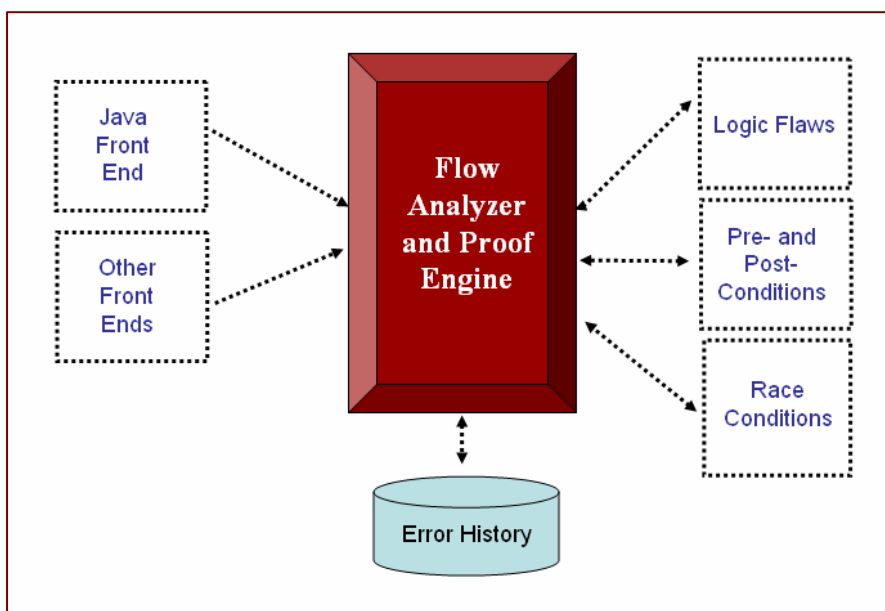 Java
Front
End
Other
Front
Ends
Flow
Analyzer
and Proof
Engine
Logic Flaws
Pre- and
Post-
Conditions
Race
Conditions
Error History